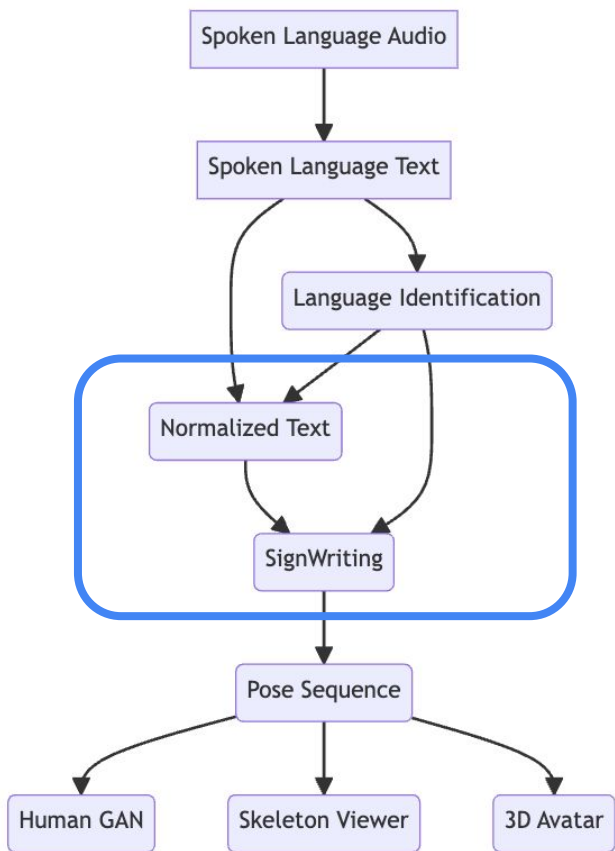 Spoken Language Audio
Spoken Language Text
Language Identification
Normalized Text
SignWriting
Pose Sequence
Human GAN
Skeleton Viewer
3D Avatar